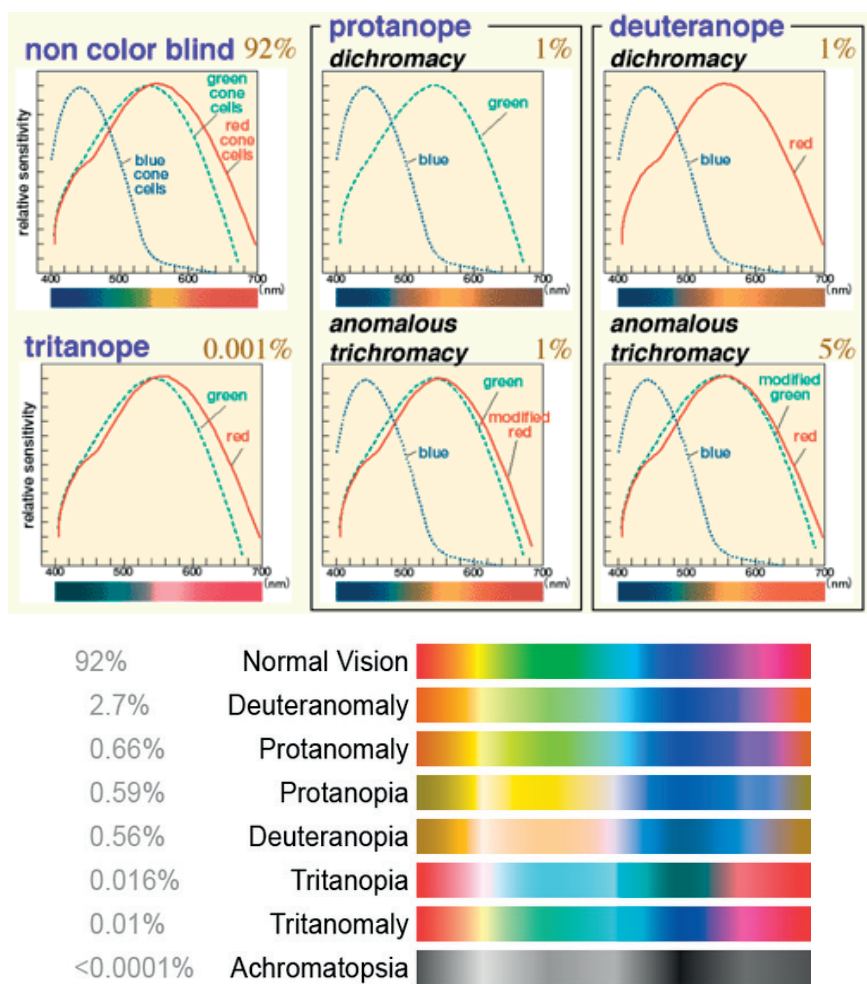 non color blind 92%
green
cone
cells
red
cone
cells
blue
cone
cells
relative sensitivity
400 500 600 700
(nm)
protanope
dichromacy 1%
green
blue
400 500 600 700
(nm)
deuteranope
dichromacy 1%
red
blue
400 500 600 700
(nm)
tritanope 0.001%
green
red
relative sensitivity
400 500 600 700
(nm)
anomalous
trichromacy 1%
green
modified
red
blue
400 500 600 700
(nm)
anomalous
trichromacy 5%
modified
green
red
blue
400 500 600 700
(nm)
92% Normal Vision
2.7% Deuteranomaly
0.66% Protanomaly
0.59% Protanopia
0.56% Deuteranopia
0.016% Tritanopia
0.01% Tritanomaly
<0.0001% Achromatopsia